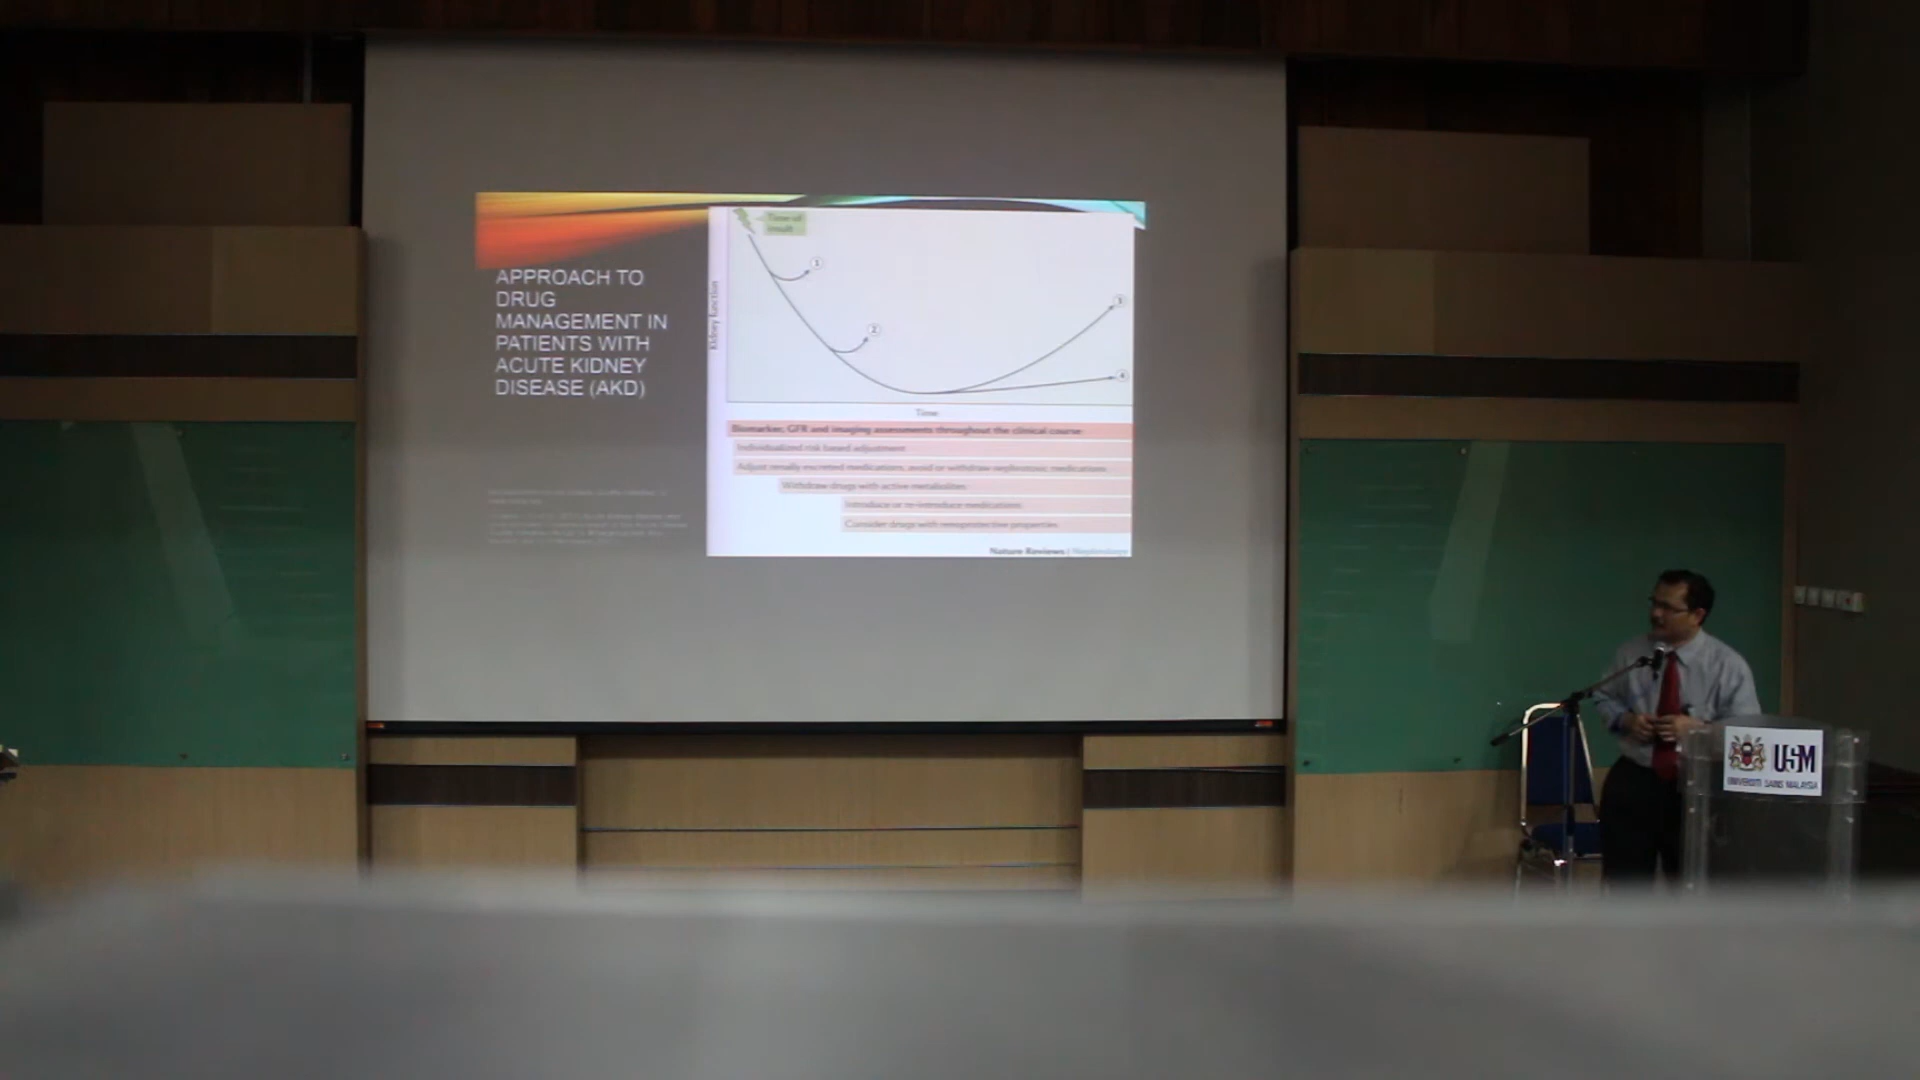 APPROACH TO
DRUG
MANAGEMENT IN
PATIENTS WITH
ACUTE KIDNEY
DISEASE (AKD)
Time of
insult
1
2
3
4
Kidney function
Time
Biomarker, GFR and imaging assessments throughout the clinical course
Individualized risk based adjustment
Adjust renally excreted medications, avoid or withdraw nephrotoxic medications
Withdraw drugs with active metabolites
Introduce or re-introduce medications
Consider drugs with renoprotective properties
Nature Reviews | Nephrology
USM
UNIVERSITI SAINS MALAYSIA